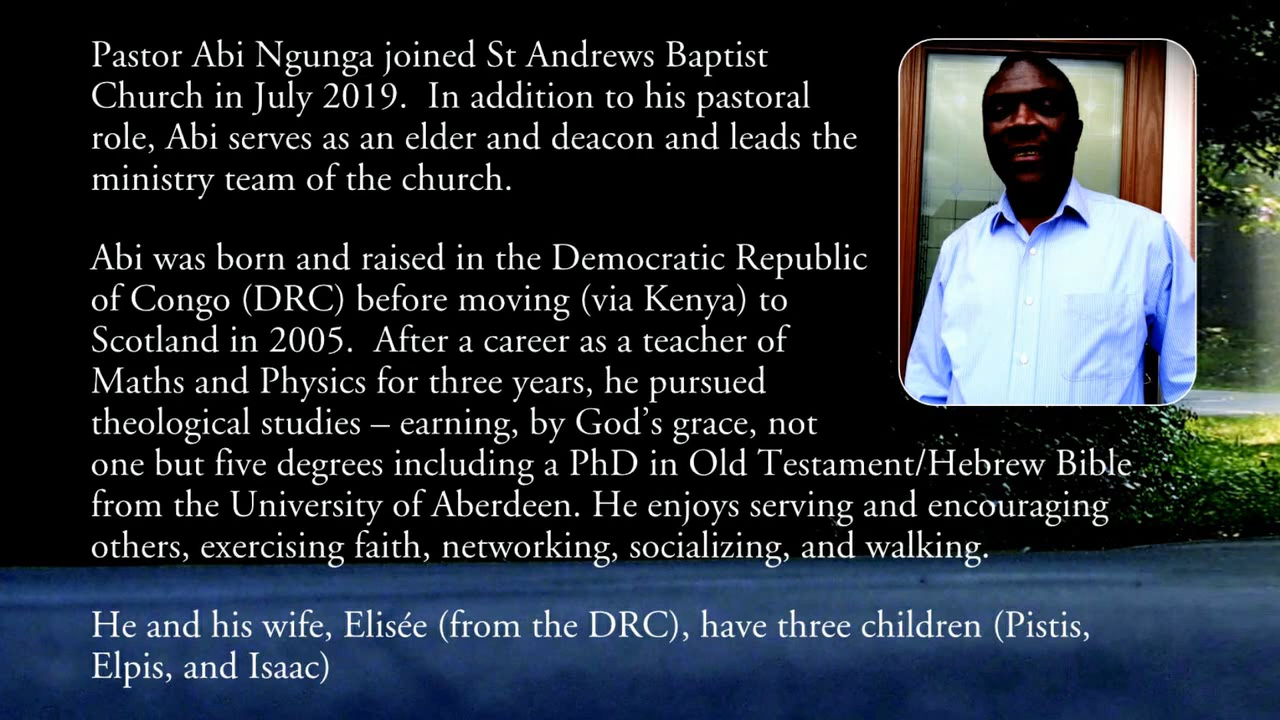 Pastor Abi Ngunga joined St Andrews Baptist
Church in July 2019.  In addition to his pastoral
role, Abi serves as an elder and deacon and leads the
ministry team of the church.
Abi was born and raised in the Democratic Republic
of Congo (DRC) before moving (via Kenya) to
Scotland in 2005.  After a career as a teacher of
Maths and Physics for three years, he pursued
theological studies – earning, by God’s grace, not
one but five degrees including a PhD in Old Testament/Hebrew Bible
from the University of Aberdeen. He enjoys serving and encouraging
others, exercising faith, networking, socializing, and walking.
He and his wife, Elisée (from the DRC), have three children (Pistis,
Elpis, and Isaac)